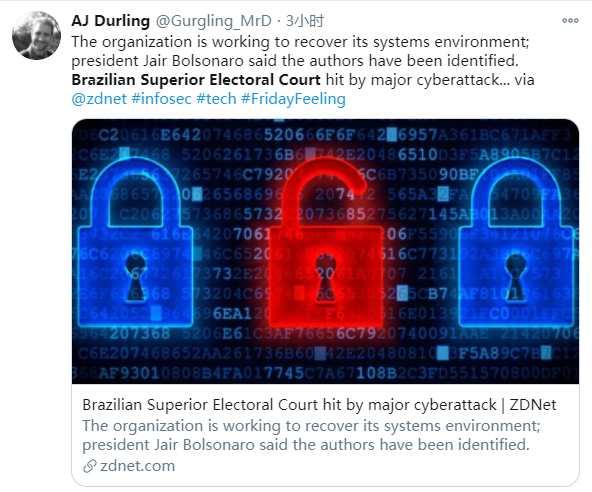 AJ Durling @Gurgling_MrD · 3小时
The organization is working to recover its systems environment;
president Jair Bolsonaro said the authors have been identified.
Brazilian Superior Electoral Court hit by major cyberattack... via
@zdnet #infosec #tech #FridayFeeling
Brazilian Superior Electoral Court hit by major cyberattack | ZDNet
The organization is working to recover its systems environment;
president Jair Bolsonaro said the authors have been identified.
zdnet.com